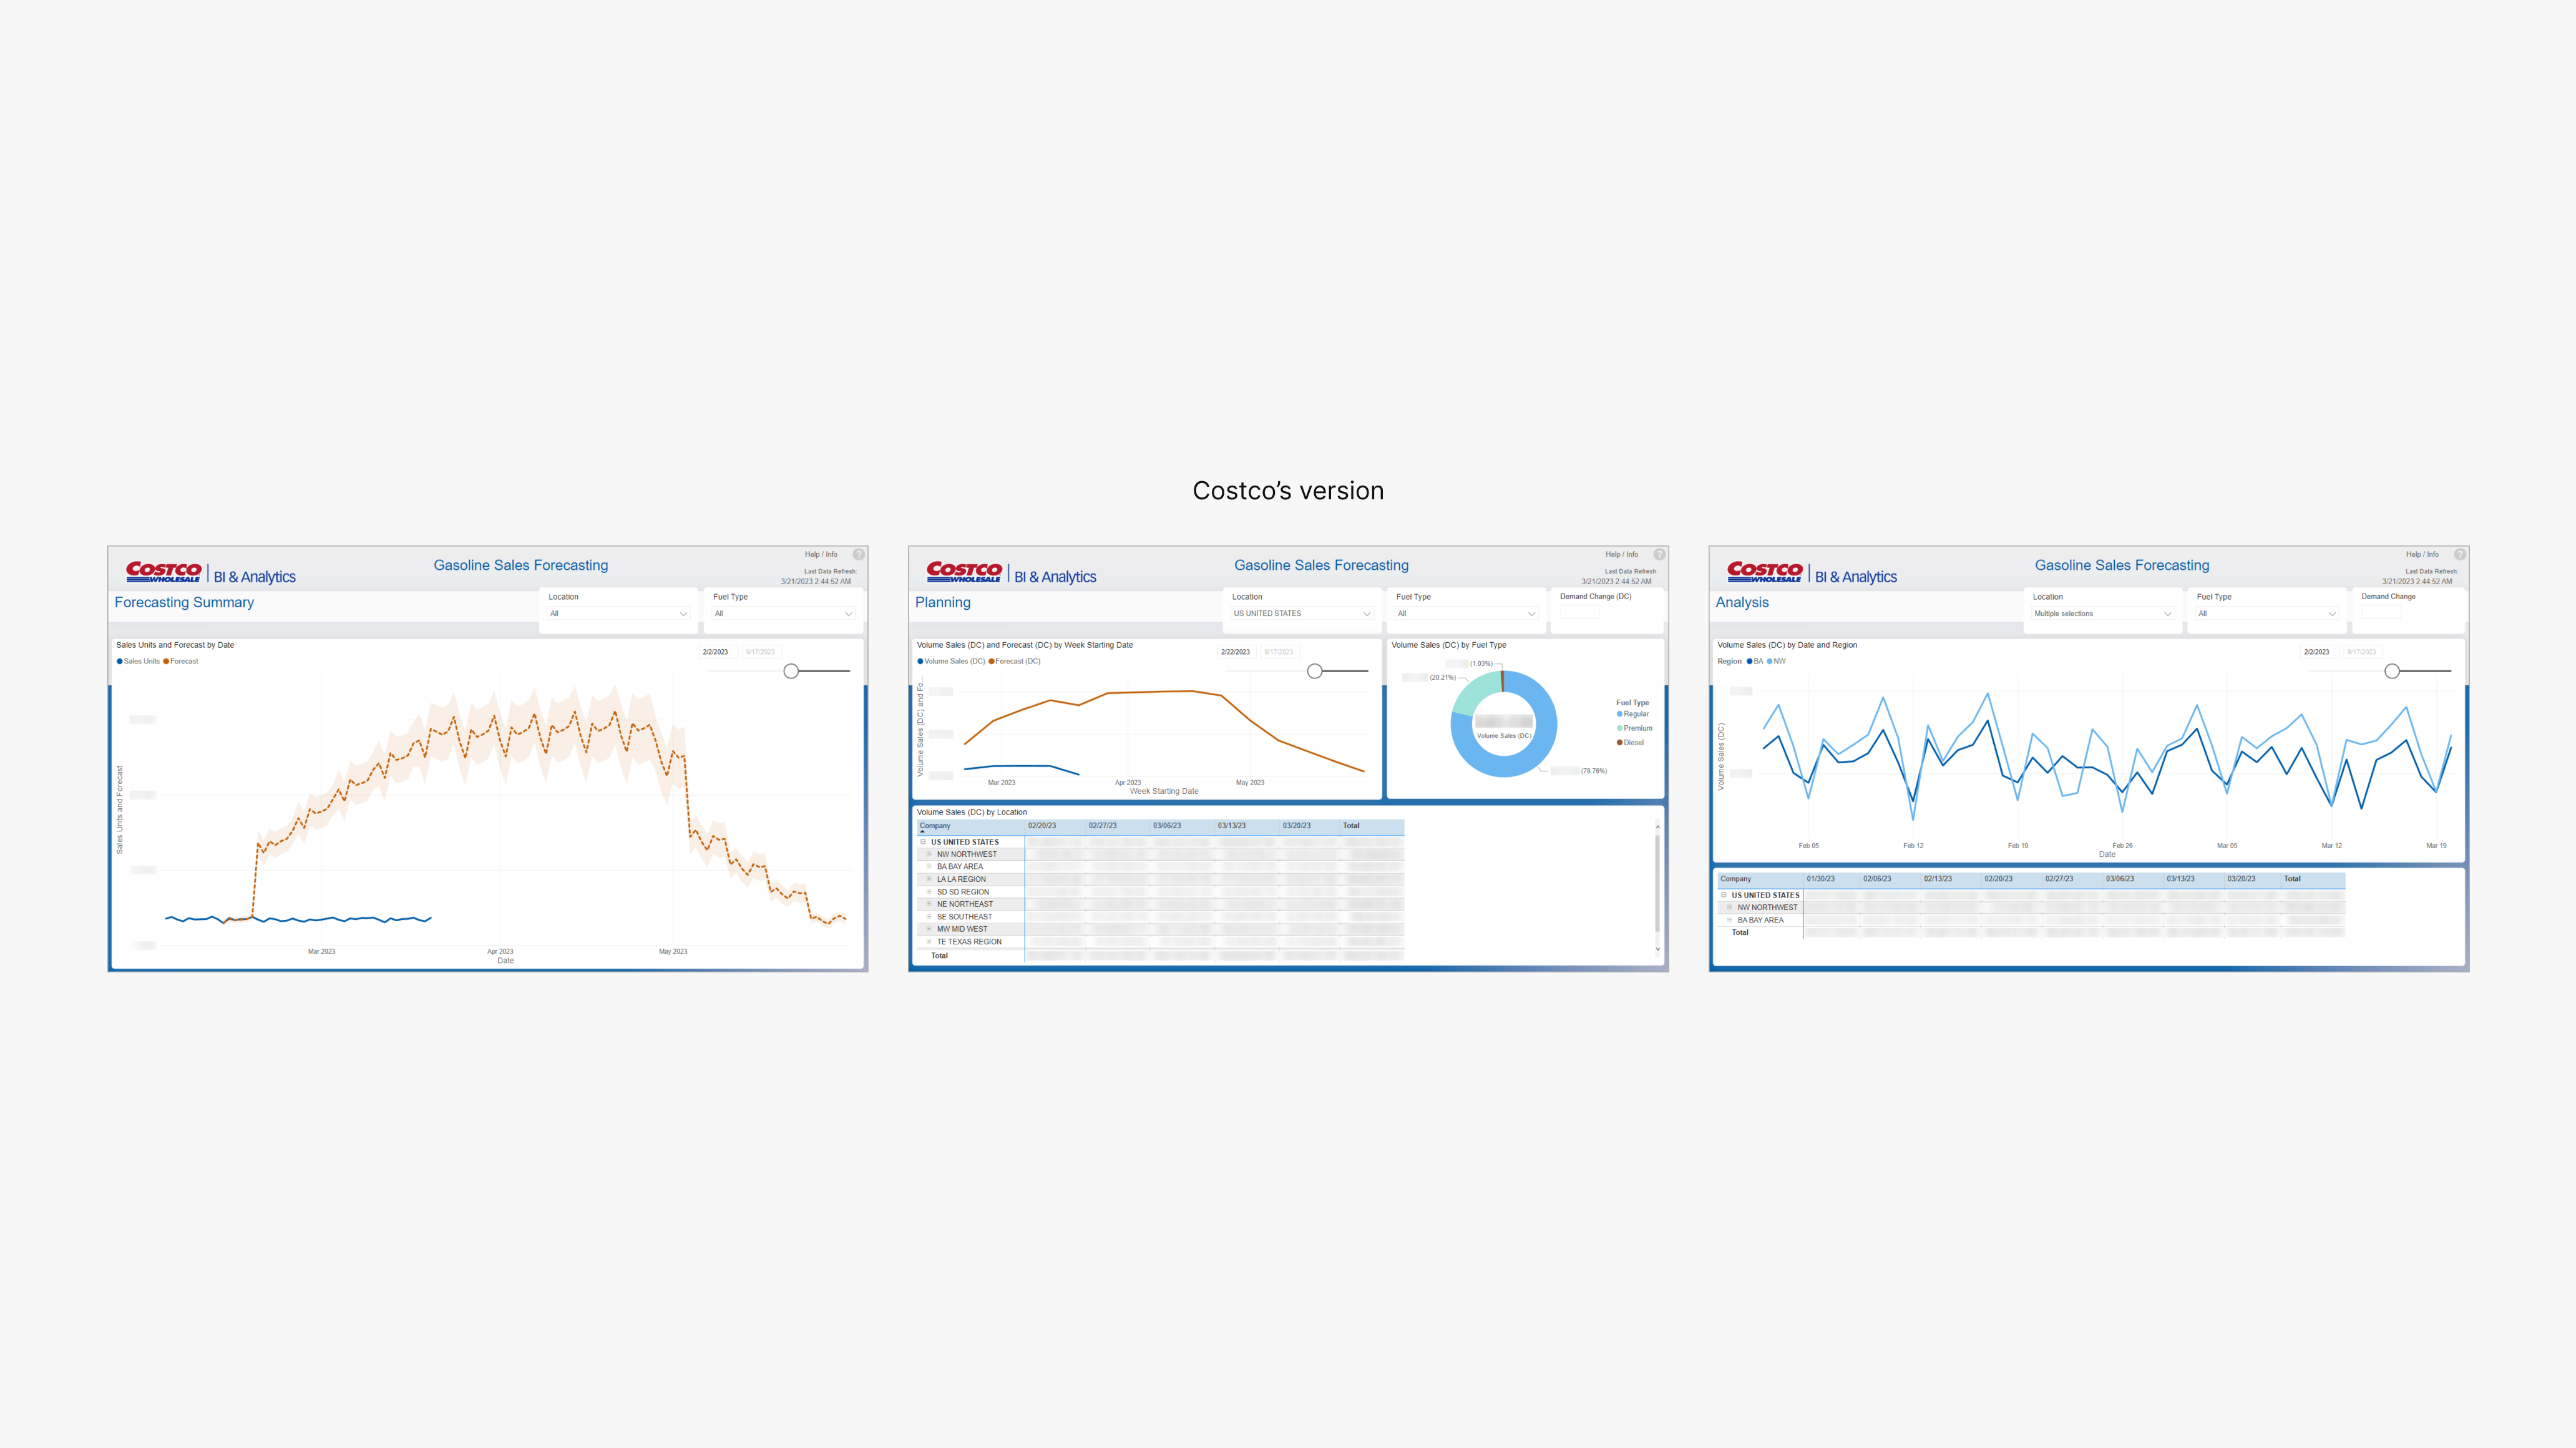 Costco's version
COSTCO WHOLESALE | BI & Analytics
Gasoline Sales Forecasting
Help / Info ?
Last Data Refresh:
3/21/2023 2:44:52 AM
Forecasting Summary
Location
All
Fuel Type
All
Sales Units and Forecast by Date
Sales Units Forecast
2/2/2023 9/17/2023
Sales Units and Forecast
Mar 2023 Apr 2023 May 2023
Date
COSTCO WHOLESALE | BI & Analytics
Gasoline Sales Forecasting
Help / Info ?
Last Data Refresh:
3/21/2023 2:44:52 AM
Planning
Location
US UNITED STATES
Fuel Type
All
Demand Change (DC)
Volume Sales (DC) and Forecast (DC) by Week Starting Date
Volume Sales (DC) Forecast (DC)
2/22/2023 9/17/2023
Volume Sales (DC) and Fo...
Mar 2023 Apr 2023 May 2023
Week Starting Date
Volume Sales (DC) by Fuel Type
(1.03%)
(20.21%)
Volume Sales (DC)
(78.76%)
Fuel Type
Regular
Premium
Diesel
Volume Sales (DC) by Location
Company 02/20/23 02/27/23 03/06/23 03/13/23 03/20/23 Total
US UNITED STATES
NW NORTHWEST
BA BAY AREA
LA LA REGION
SD SD REGION
NE NORTHEAST
SE SOUTHEAST
MW MID WEST
TE TEXAS REGION
Total
COSTCO WHOLESALE | BI & Analytics
Gasoline Sales Forecasting
Help / Info ?
Last Data Refresh:
3/21/2023 2:44:52 AM
Analysis
Location
Multiple selections
Fuel Type
All
Demand Change
Volume Sales (DC) by Date and Region
Region BA NW
2/2/2023 9/17/2023
Volume Sales (DC)
Feb 05 Feb 12 Feb 19 Feb 26 Mar 05 Mar 12 Mar 19
Date
Company 01/30/23 02/06/23 02/13/23 02/20/23 02/27/23 03/06/23 03/13/23 03/20/23 Total
US UNITED STATES
NW NORTHWEST
BA BAY AREA
Total